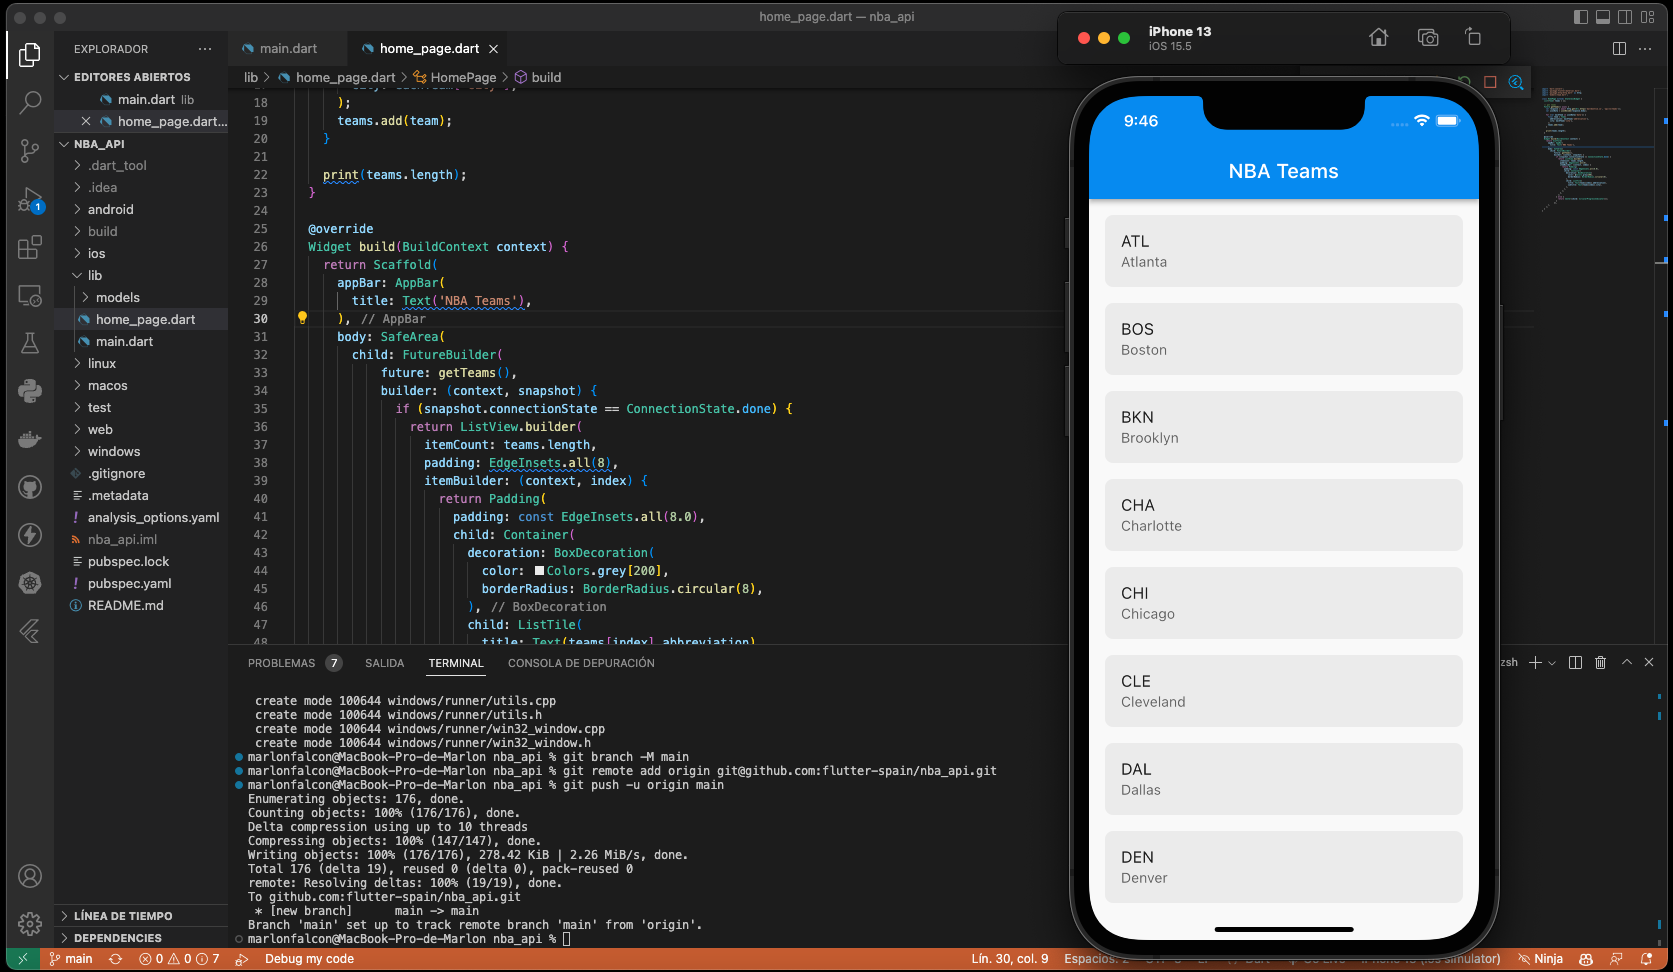 home_page.dart — nba_api
iPhone 13
iOS 15.5
EXPLORADOR
main.dart
home_page.dart
EDITORES ABIERTOS
main.dart lib
home_page.dart...
lib > home_page.dart > HomePage > build
NBA_API
.dart_tool
.idea
android
build
ios
lib
models
home_page.dart
main.dart
linux
macos
test
web
windows
.gitignore
.metadata
analysis_options.yaml
nba_api.iml
pubspec.lock
pubspec.yaml
README.md
LÍNEA DE TIEMPO
DEPENDENCIES
1
18 );
19 teams.add(team);
20 }
21
22 print(teams.length);
23 }
24
25 @override
26 Widget build(BuildContext context) {
27 return Scaffold(
28 appBar: AppBar(
29 title: Text('NBA Teams'),
30 ), // AppBar
31 body: SafeArea(
32 child: FutureBuilder(
33 future: getTeams(),
34 builder: (context, snapshot) {
35 if (snapshot.connectionState == ConnectionState.done) {
36 return ListView.builder(
37 itemCount: teams.length,
38 padding: EdgeInsets.all(8),
39 itemBuilder: (context, index) {
40 return Padding(
41 padding: const EdgeInsets.all(8.0),
42 child: Container(
43 decoration: BoxDecoration(
44 color: Colors.grey[200],
45 borderRadius: BorderRadius.circular(8),
46 ), // BoxDecoration
47 child: ListTile(
48 title: Text(teams[index].abbreviation)
PROBLEMAS 7 SALIDA TERMINAL CONSOLA DE DEPURACIÓN
zsh
create mode 100644 windows/runner/utils.cpp
create mode 100644 windows/runner/utils.h
create mode 100644 windows/runner/win32_window.cpp
create mode 100644 windows/runner/win32_window.h
marlonfalcon@MacBook-Pro-de-Marlon nba_api % git branch -M main
marlonfalcon@MacBook-Pro-de-Marlon nba_api % git remote add origin git@github.com:flutter-spain/nba_api.git
marlonfalcon@MacBook-Pro-de-Marlon nba_api % git push -u origin main
Enumerating objects: 176, done.
Counting objects: 100% (176/176), done.
Delta compression using up to 10 threads
Compressing objects: 100% (147/147), done.
Writing objects: 100% (176/176), 278.42 KiB | 2.26 MiB/s, done.
Total 176 (delta 19), reused 0 (delta 0), pack-reused 0
remote: Resolving deltas: 100% (19/19), done.
To github.com:flutter-spain/nba_api.git
* [new branch] main -> main
Branch 'main' set up to track remote branch 'main' from 'origin'.
marlonfalcon@MacBook-Pro-de-Marlon nba_api %
9:46
NBA Teams
ATL
Atlanta
BOS
Boston
BKN
Brooklyn
CHA
Charlotte
CHI
Chicago
CLE
Cleveland
DAL
Dallas
DEN
Denver
main 0 0 7 Debug my code Lín. 30, col. 9 Espacios: 2 simulator) Ninja